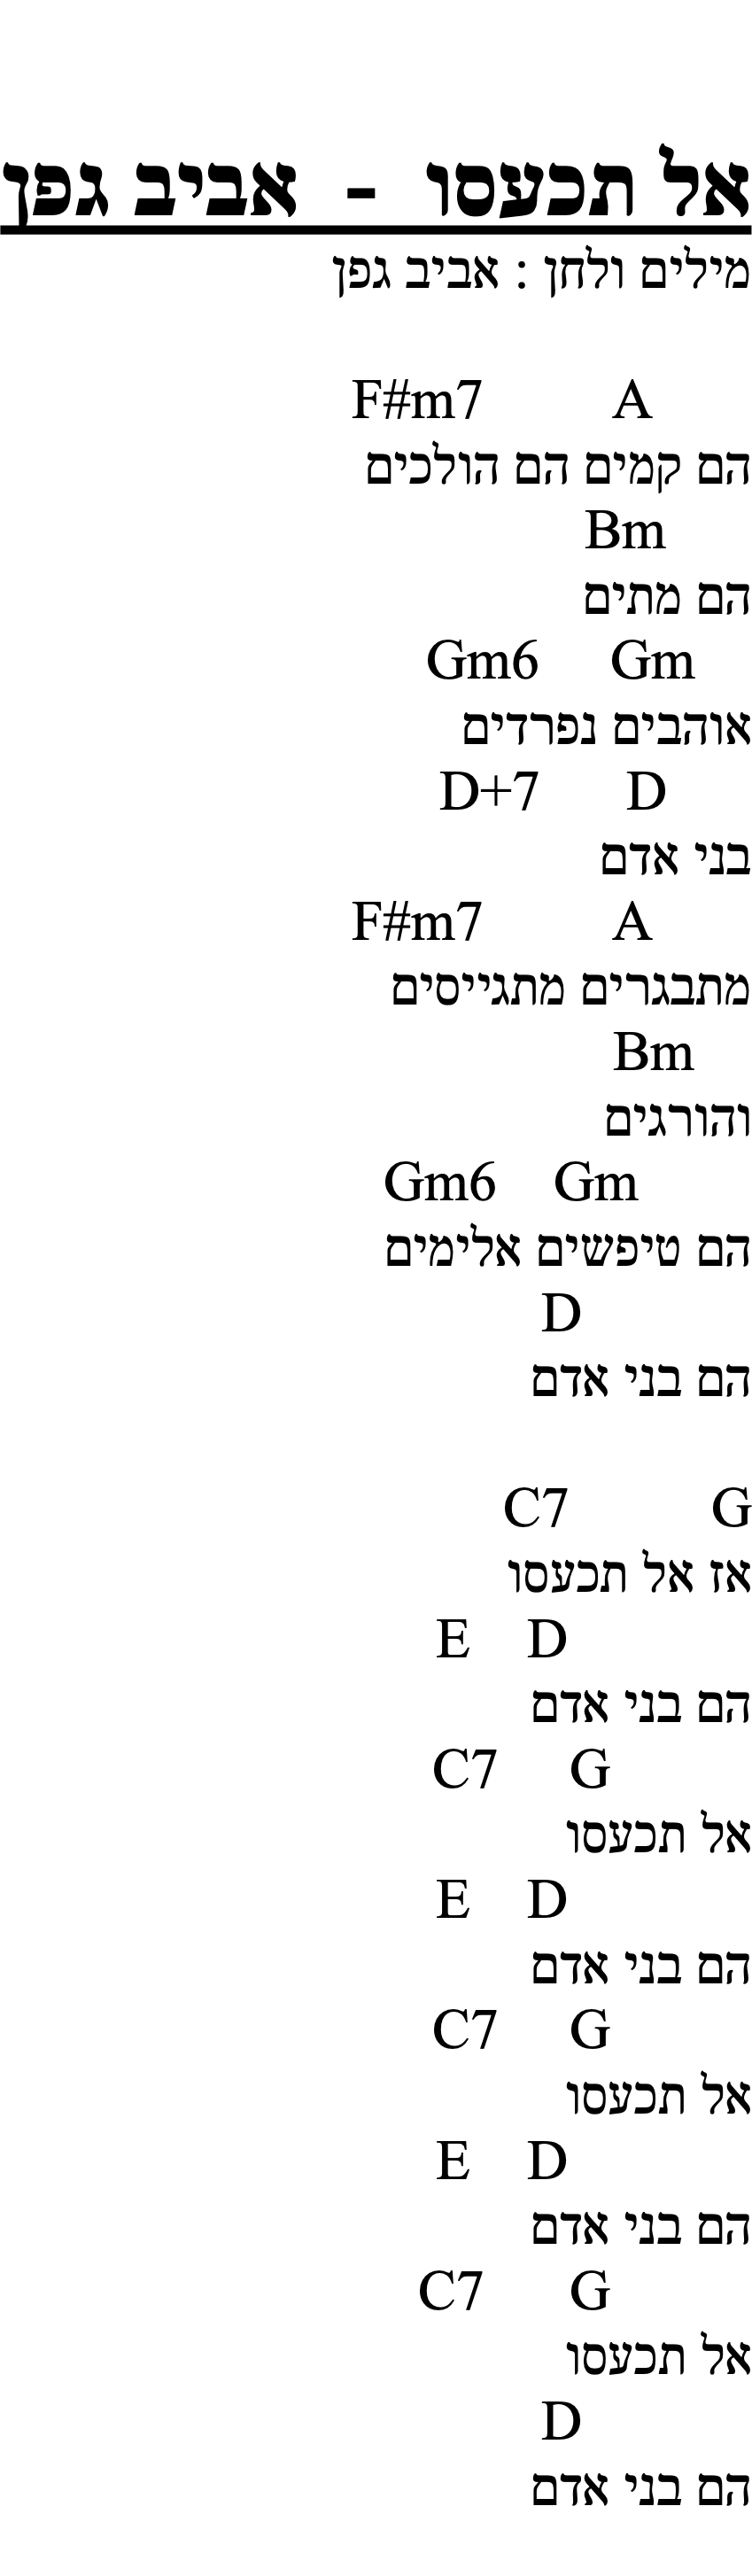 אל תכעסו - אביב גפן
מילים ולחן : אביב גפן
A F#m7
הם קמים הם הולכים
Bm
הם מתים
Gm Gm6
אוהבים נפרדים
D D+7
בני אדם
A F#m7
מתבגרים מתגייסים
Bm
והורגים
Gm Gm6
הם טיפשים אלימים
D
הם בני אדם
G C7
אז אל תכעסו
D E
הם בני אדם
G C7
אל תכעסו
D E
הם בני אדם
G C7
אל תכעסו
D E
הם בני אדם
G C7
אל תכעסו
D
הם בני אדם